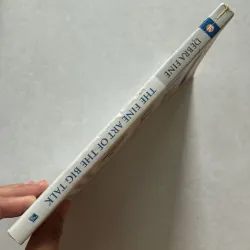 DEBRA FINE
THE FINE ART OF THE BIG TALK